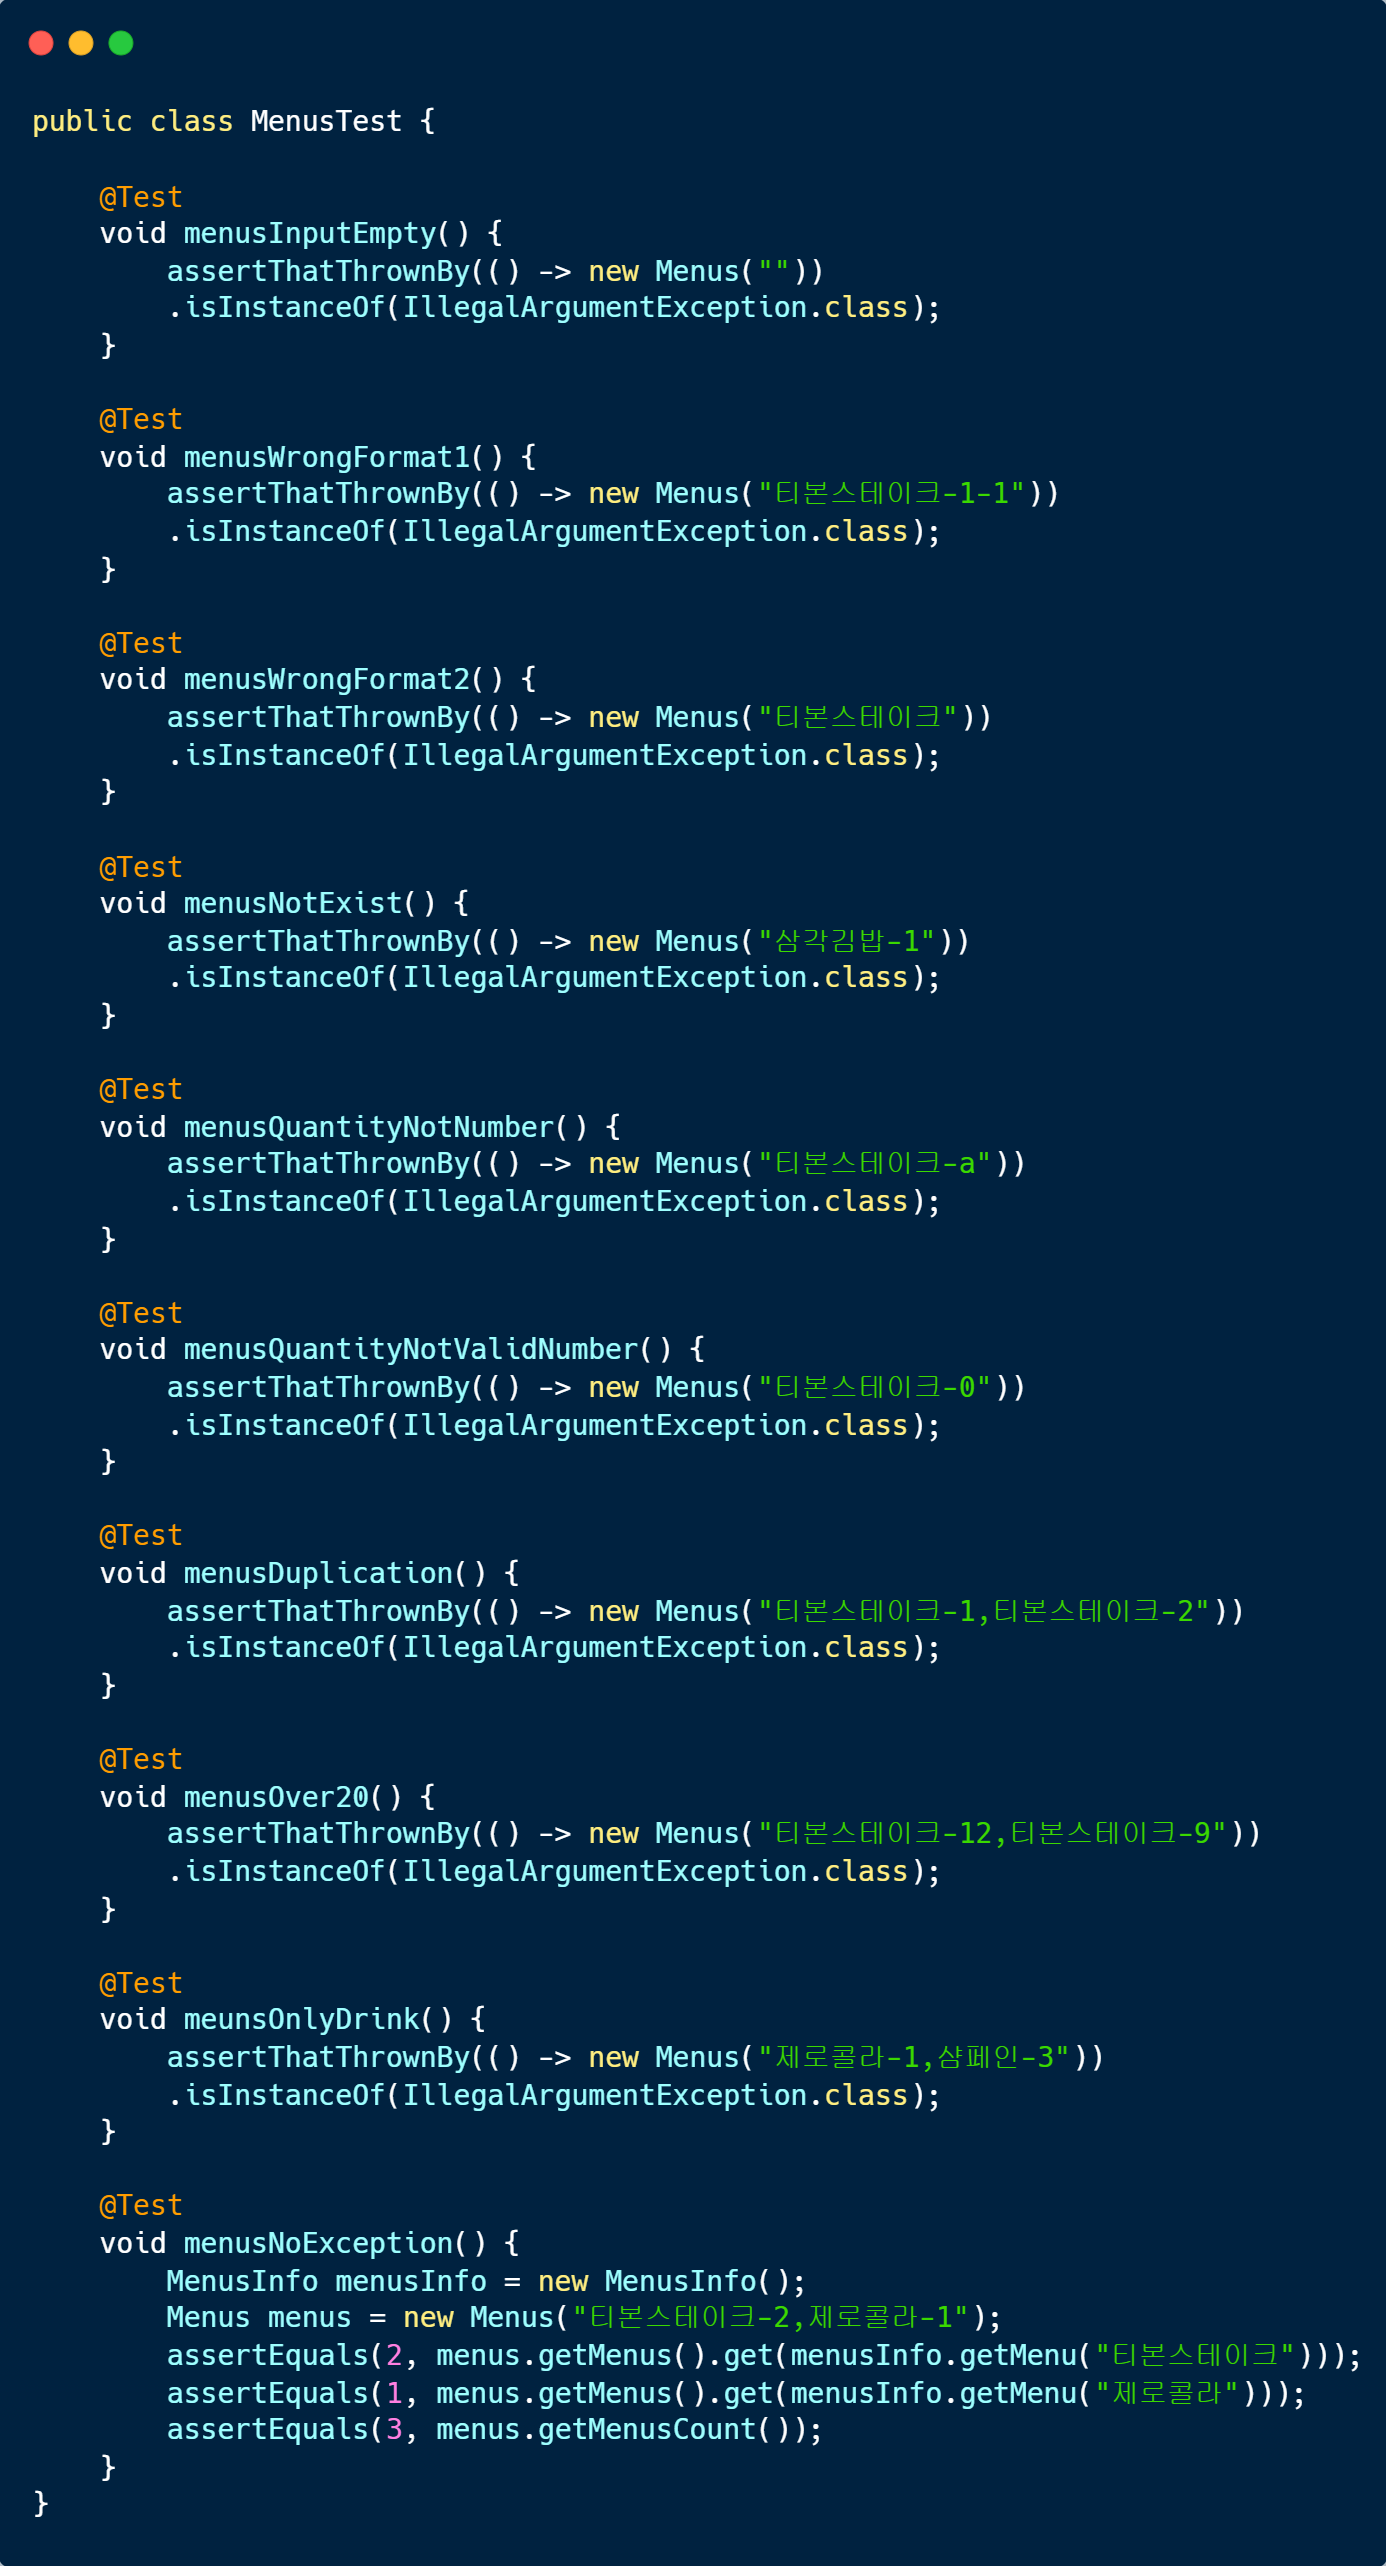 public class MenusTest {

    @Test
    void menusInputEmpty() {
        assertThatThrownBy(() -> new Menus(""))
        .isInstanceOf(IllegalArgumentException.class);
    }

    @Test
    void menusWrongFormat1() {
        assertThatThrownBy(() -> new Menus("티본스테이크-1-1"))
        .isInstanceOf(IllegalArgumentException.class);
    }

    @Test
    void menusWrongFormat2() {
        assertThatThrownBy(() -> new Menus("티본스테이크"))
        .isInstanceOf(IllegalArgumentException.class);
    }

    @Test
    void menusNotExist() {
        assertThatThrownBy(() -> new Menus("삼각김밥-1"))
        .isInstanceOf(IllegalArgumentException.class);
    }

    @Test
    void menusQuantityNotNumber() {
        assertThatThrownBy(() -> new Menus("티본스테이크-a"))
        .isInstanceOf(IllegalArgumentException.class);
    }

    @Test
    void menusQuantityNotValidNumber() {
        assertThatThrownBy(() -> new Menus("티본스테이크-0"))
        .isInstanceOf(IllegalArgumentException.class);
    }

    @Test
    void menusDuplication() {
        assertThatThrownBy(() -> new Menus("티본스테이크-1,티본스테이크-2"))
        .isInstanceOf(IllegalArgumentException.class);
    }

    @Test
    void menusOver20() {
        assertThatThrownBy(() -> new Menus("티본스테이크-12,티본스테이크-9"))
        .isInstanceOf(IllegalArgumentException.class);
    }

    @Test
    void meunsOnlyDrink() {
        assertThatThrownBy(() -> new Menus("제로콜라-1,샴페인-3"))
        .isInstanceOf(IllegalArgumentException.class);
    }

    @Test
    void menusNoException() {
        MenusInfo menusInfo = new MenusInfo();
        Menus menus = new Menus("티본스테이크-2,제로콜라-1");
        assertEquals(2, menus.getMenus().get(menusInfo.getMenu("티본스테이크")));
        assertEquals(1, menus.getMenus().get(menusInfo.getMenu("제로콜라")));
        assertEquals(3, menus.getMenusCount());
    }
}